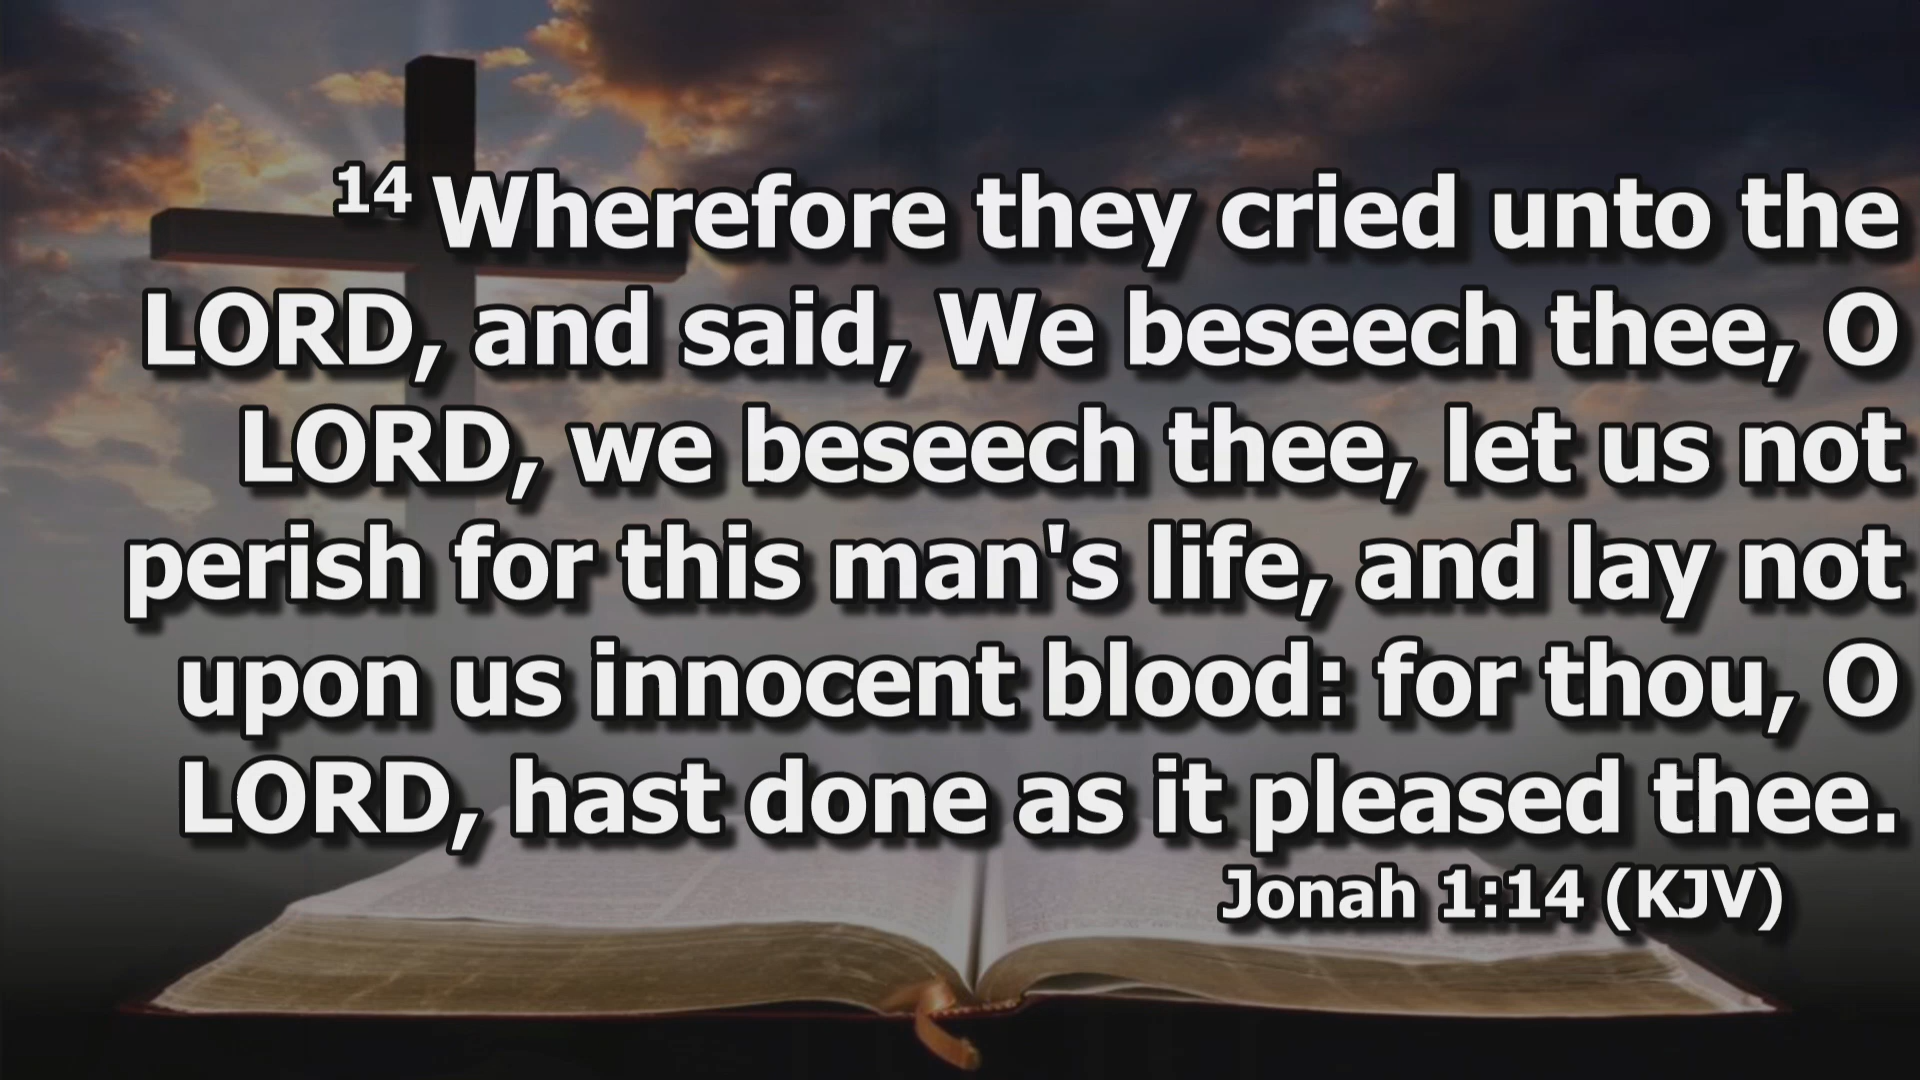 14 Wherefore they cried unto the
LORD, and said, We beseech thee, O
LORD, we beseech thee, let us not
perish for this man's life, and lay not
upon us innocent blood: for thou, O
LORD, hast done as it pleased thee.
Jonah 1:14 (KJV)